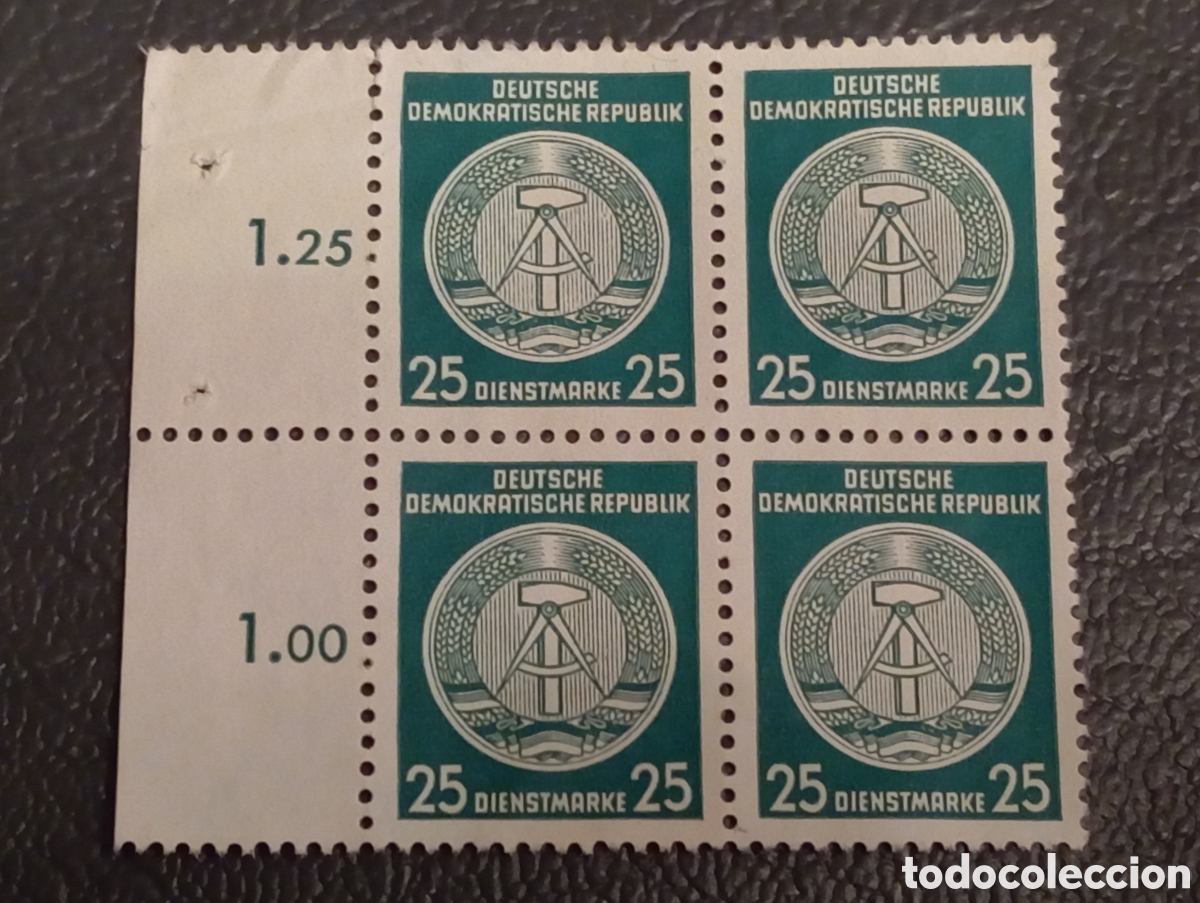 DEUTSCHE
DEMOKRATISCHE REPUBLIK
25 DIENSTMARKE 25
DEUTSCHE
DEMOKRATISCHE REPUBLIK
25 DIENSTMARKE 25
1.25
DEUTSCHE
DEMOKRATISCHE REPUBLIK
25 DIENSTMARKE 25
DEUTSCHE
DEMOKRATISCHE REPUBLIK
25 DIENSTMARKE 25
1.00
todocoleccion